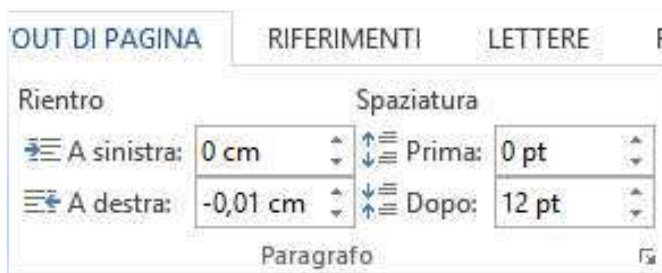 OUT DI PAGINA RIFERIMENTI LETTERE
Rientro Spaziatura
A sinistra: 0 cm Prima: 0 pt
A destra: -0,01 cm Dopo: 12 pt
Paragrafo